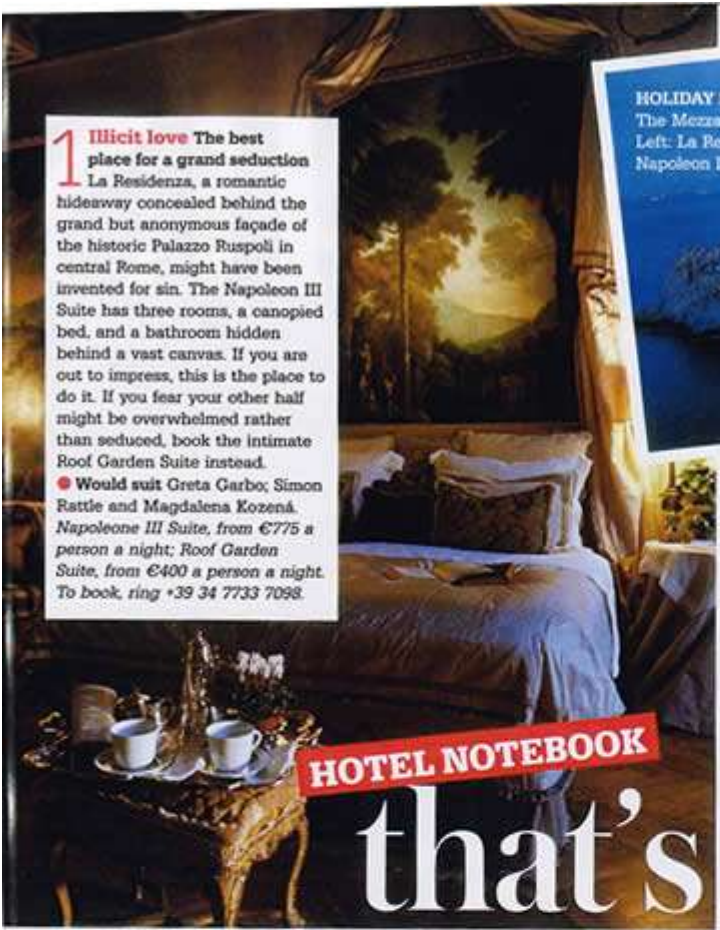 1 Illicit love The best
place for a grand seduction
La Residenza, a romantic
hideaway concealed behind the
grand but anonymous façade of
the historic Palazzo Ruspoli in
central Rome, might have been
invented for sin. The Napoleon III
Suite has three rooms, a canopied
bed, and a bathroom hidden
behind a vast canvas. If you are
out to impress, this is the place to
do it. If you fear your other half
might be overwhelmed rather
than seduced, book the intimate
Roof Garden Suite instead.
● Would suit Greta Garbo; Simon
Rattle and Magdalena Kozená.
Napoleone III Suite, from €775 a
person a night; Roof Garden
Suite, from €400 a person a night.
To book, ring +39 34 7733 7098.
HOLIDAY
The Mezza
Left: La Re
Napoleon
HOTEL NOTEBOOK
that's